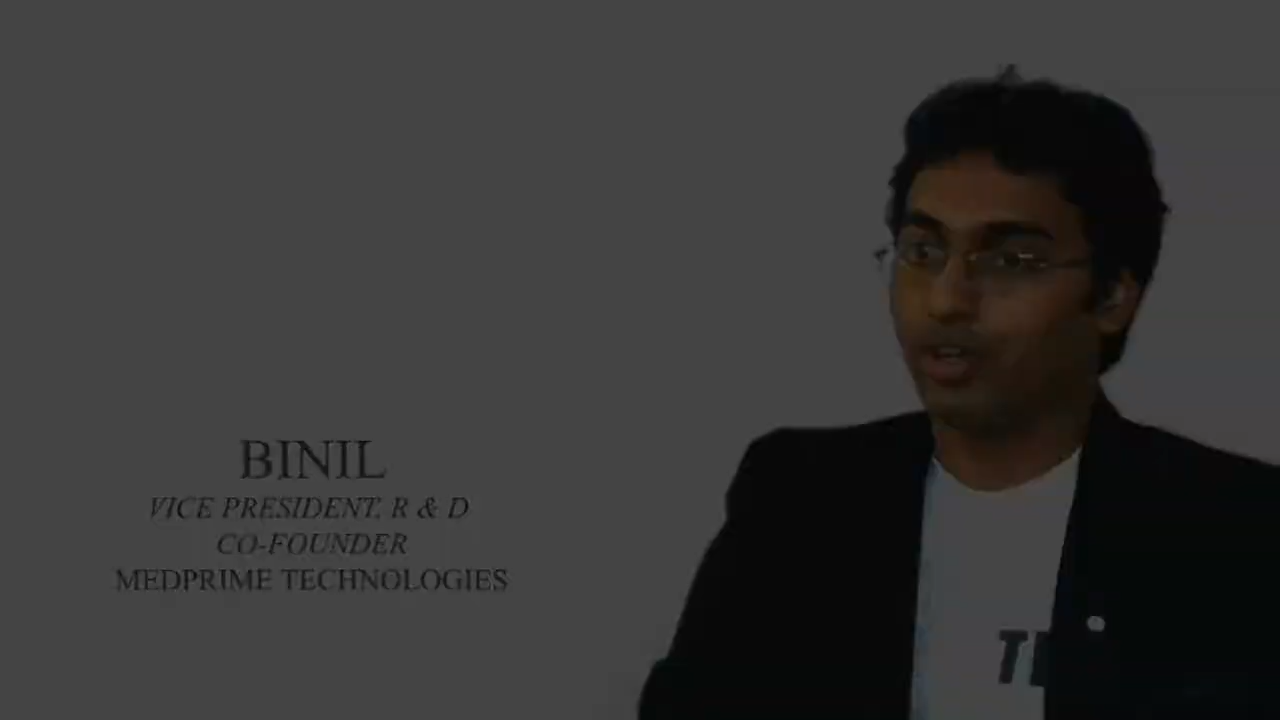 BINIL
VICE PRESIDENT, R & D
CO-FOUNDER
MEDPRIME TECHNOLOGIES